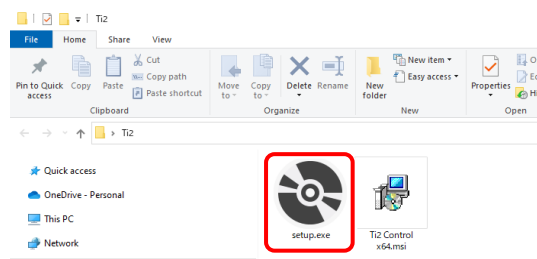 Ti2
File Home Share View
Pin to Quick access
Copy
Paste
Cut
Copy path
Paste shortcut
Clipboard
Move to
Copy to
Delete
Rename
Organize
New folder
New item
Easy access
New
Properties
Open
Ti2
Quick access
OneDrive - Personal
This PC
Network
setup.exe
Ti2 Control
x64.msi